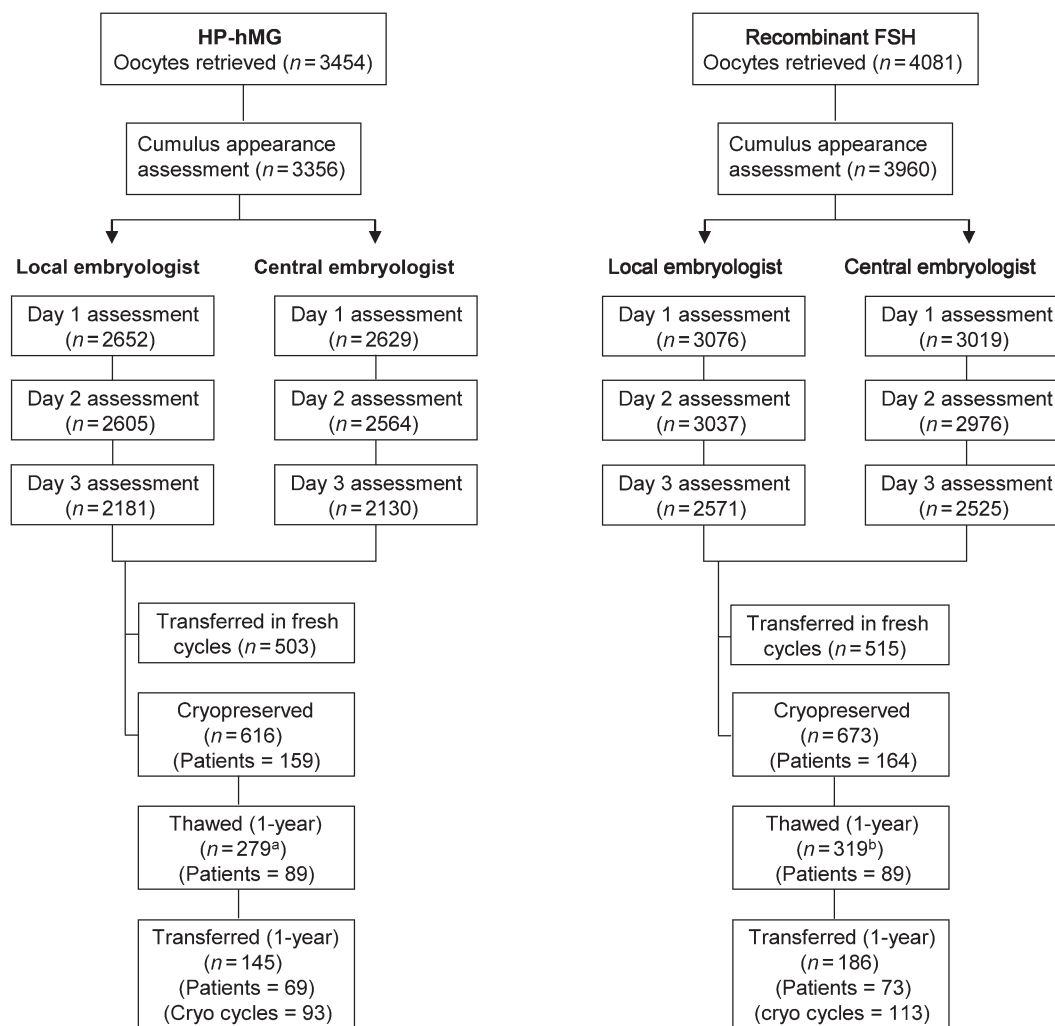 HP-hMG
Oocytes retrieved (n=3454)
Cumulus appearance
assessment (n=3356)
Local embryologist
Central embryologist
Day 1 assessment
(n=2652)
Day 1 assessment
(n=2629)
Day 2 assessment
(n=2605)
Day 2 assessment
(n=2564)
Day 3 assessment
(n=2181)
Day 3 assessment
(n=2130)
Transferred in fresh
cycles (n=503)
Cryopreserved
(n=616)
(Patients = 159)
Thawed (1-year)
(n=279a)
(Patients = 89)
Transferred (1-year)
(n=145)
(Patients = 69)
(Cryo cycles = 93)
Recombinant FSH
Oocytes retrieved (n=4081)
Cumulus appearance
assessment (n=3960)
Local embryologist
Central embryologist
Day 1 assessment
(n=3076)
Day 1 assessment
(n=3019)
Day 2 assessment
(n=3037)
Day 2 assessment
(n=2976)
Day 3 assessment
(n=2571)
Day 3 assessment
(n=2525)
Transferred in fresh
cycles (n=515)
Cryopreserved
(n=673)
(Patients = 164)
Thawed (1-year)
(n=319b)
(Patients = 89)
Transferred (1-year)
(n=186)
(Patients = 73)
(cryo cycles = 113)